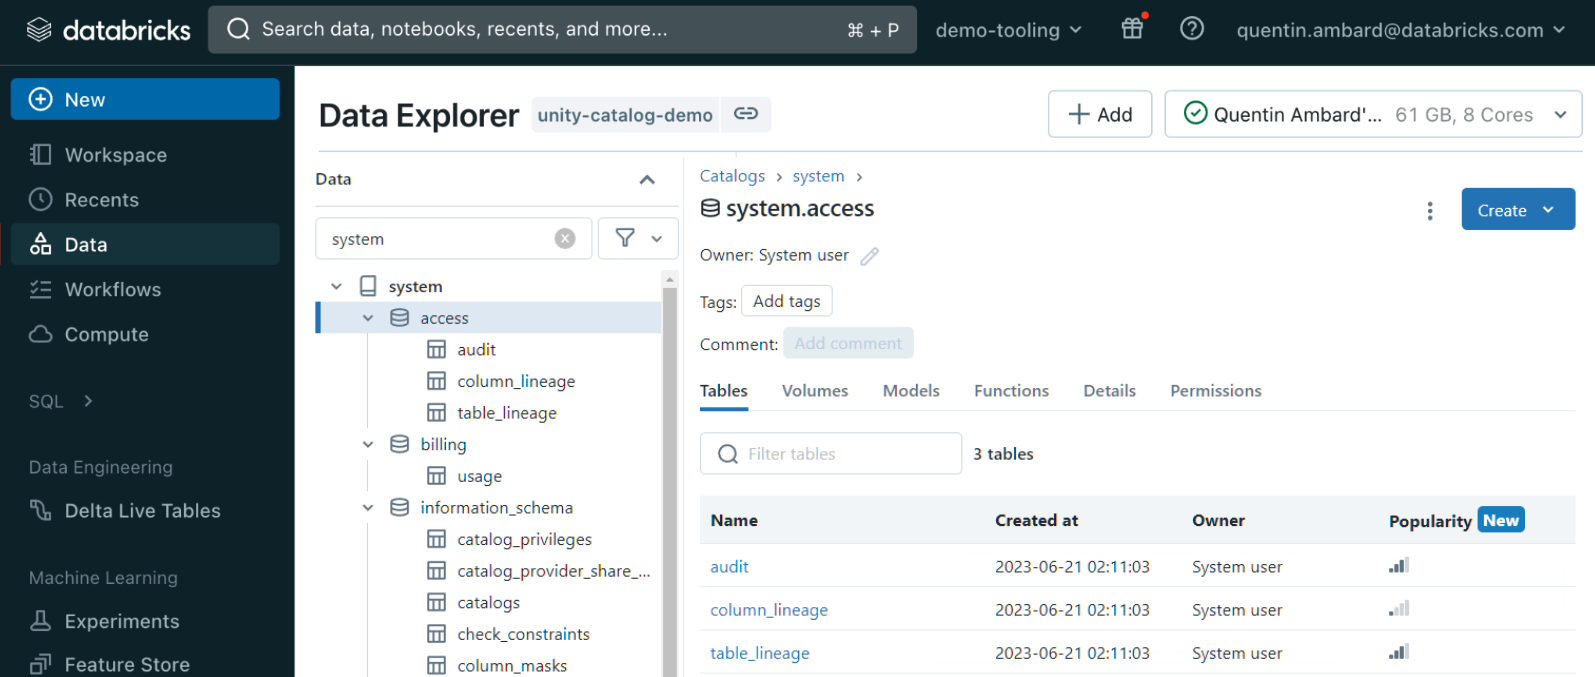 databricks
Search data, notebooks, recents, and more...
⌘ + P
demo-tooling
quentin.ambard@databricks.com
New
Workspace
Recents
Data
Workflows
Compute
SQL
Data Engineering
Delta Live Tables
Machine Learning
Experiments
Feature Store
Data Explorer
unity-catalog-demo
Add
Quentin Ambard'... 61 GB, 8 Cores
Data
system
system
access
audit
column_lineage
table_lineage
billing
usage
information_schema
catalog_privileges
catalog_provider_share_...
catalogs
check_constraints
column_masks
Catalogs › system ›
system.access
Create
Owner: System user
Tags: Add tags
Comment: Add comment
Tables Volumes Models Functions Details Permissions
Filter tables
3 tables
Name Created at Owner Popularity New
audit 2023-06-21 02:11:03 System user
column_lineage 2023-06-21 02:11:03 System user
table_lineage 2023-06-21 02:11:03 System user